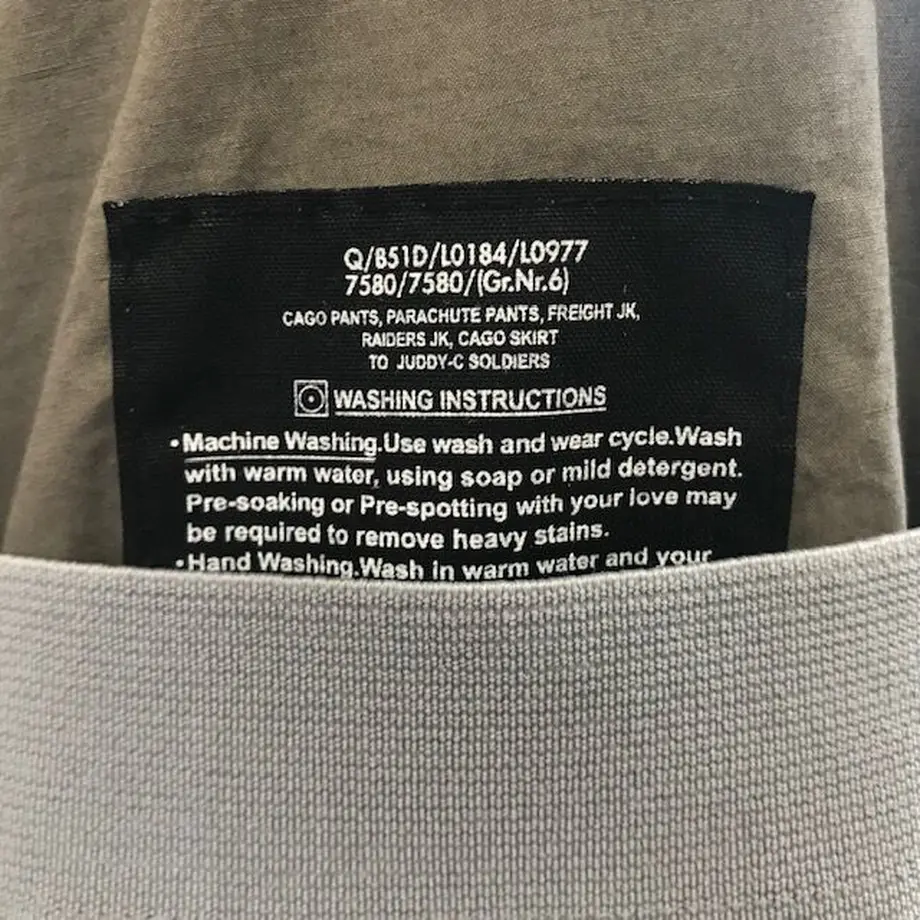 Q/B51D/L0184/L0977
7580/7580/(Gr.Nr.6)
CAGO PANTS, PARACHUTE PANTS, FREIGHT JK,
RAIDERS JK, CAGO SKIRT
TO JUDDY-C SOLDIERS
WASHING INSTRUCTIONS
•Machine Washing.Use wash and wear cycle.Wash
with warm water, using soap or mild detergent.
Pre-soaking or Pre-spotting with your love may
be required to remove heavy stains.
•Hand Washing.Wash in warm water and your